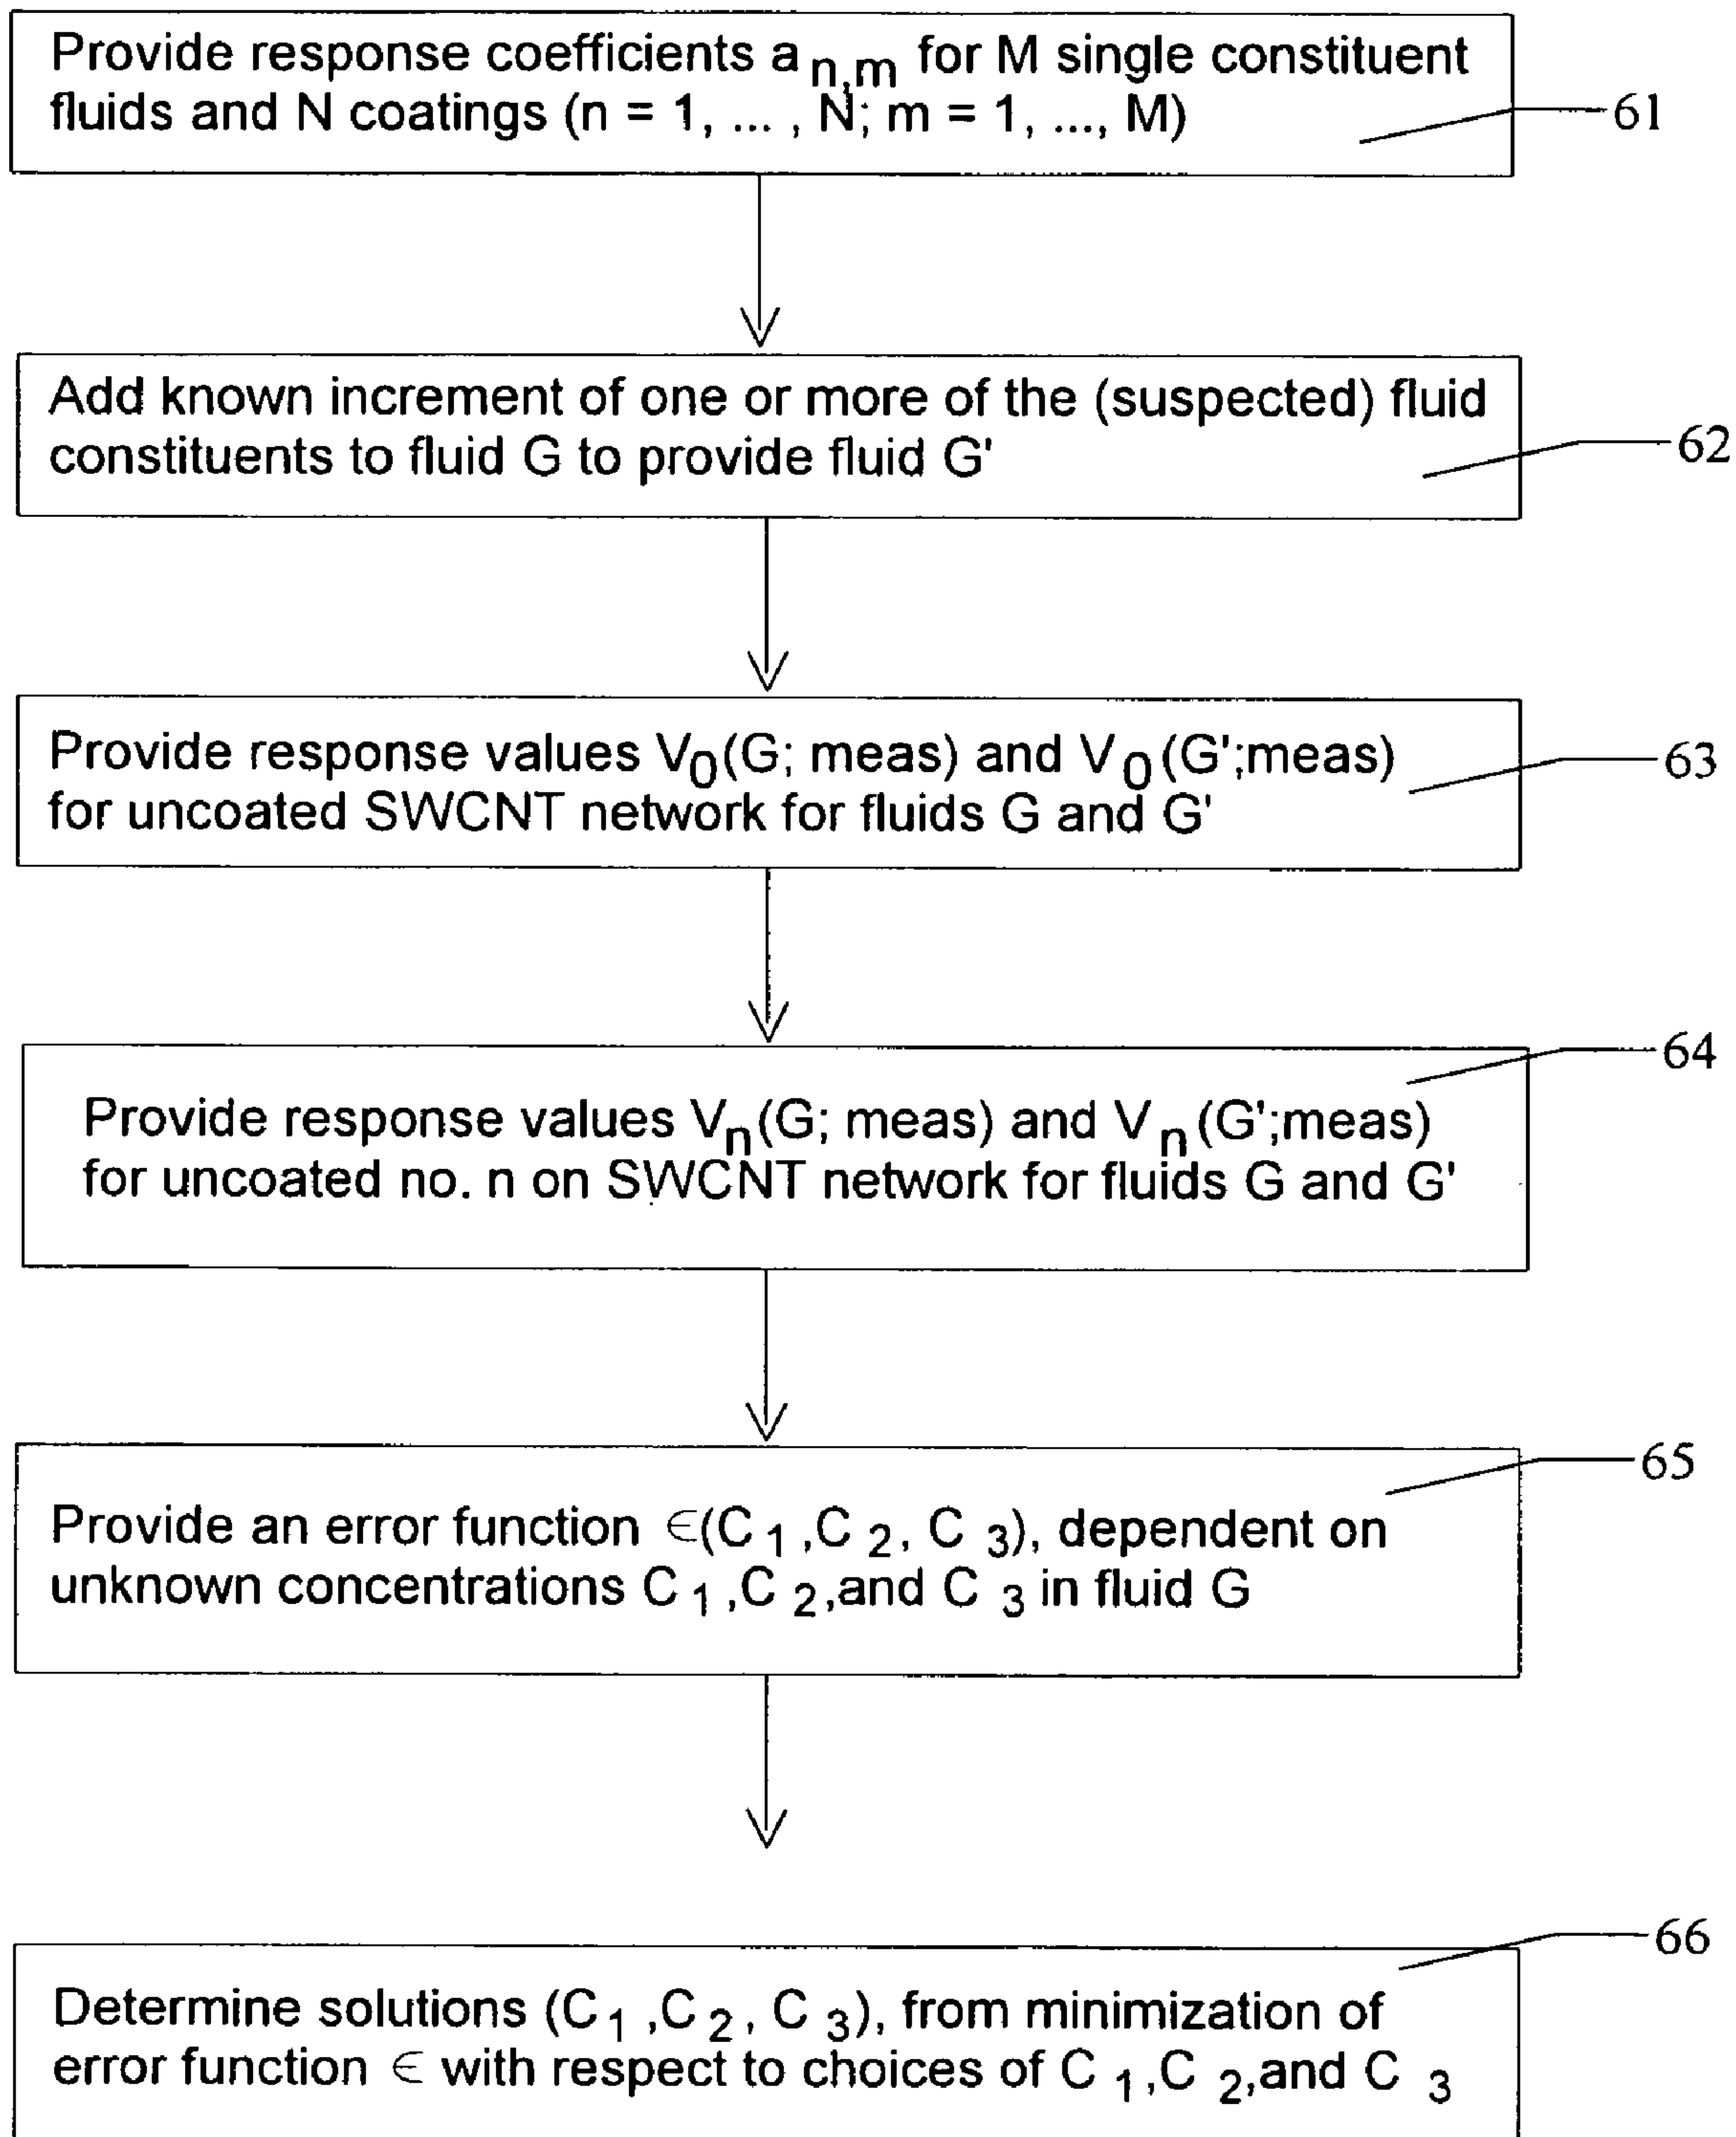 Provide response coefficients a n,m for M single constituent
fluids and N coatings (n = 1, ... , N; m = 1, ..., M)
61
Add known increment of one or more of the (suspected) fluid
constituents to fluid G to provide fluid G'
62
Provide response values V0(G; meas) and V0(G';meas)
for uncoated SWCNT network for fluids G and G'
63
64
Provide response values Vn(G; meas) and Vn(G';meas)
for uncoated no. n on SWCNT network for fluids G and G'
65
Provide an error function ∈(C 1 ,C 2, C 3), dependent on
unknown concentrations C 1 ,C 2,and C 3 in fluid G
66
Determine solutions (C 1 ,C 2, C 3), from minimization of
error function ∈ with respect to choices of C 1,C 2,and C 3